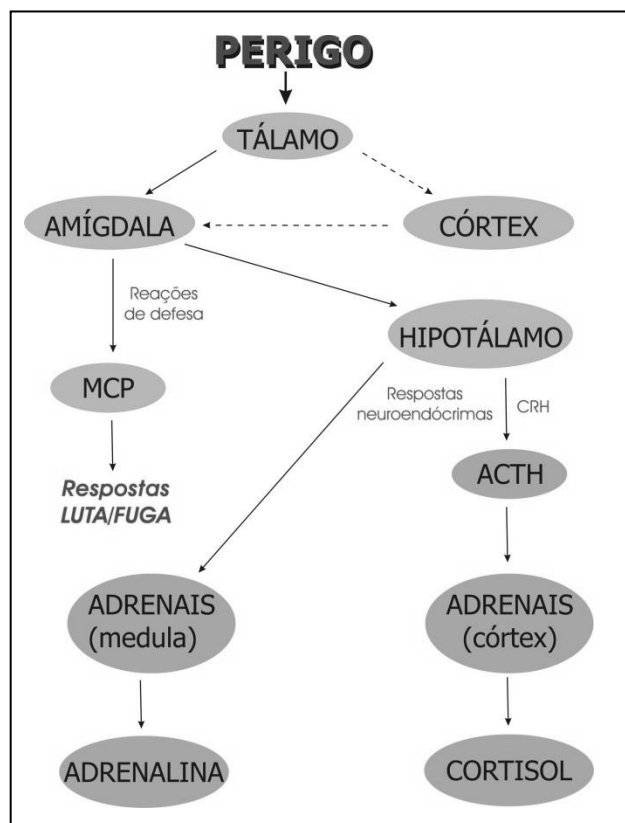 PERIGO
TÁLAMO
AMÍGDALA
CÓRTEX
Reações
de defesa
HIPOTÁLAMO
MCP
Respostas
neuroendócrimas
CRH
Respostas
LUTA/FUGA
ACTH
ADRENAIS
(medula)
ADRENAIS
(córtex)
ADRENALINA
CORTISOL